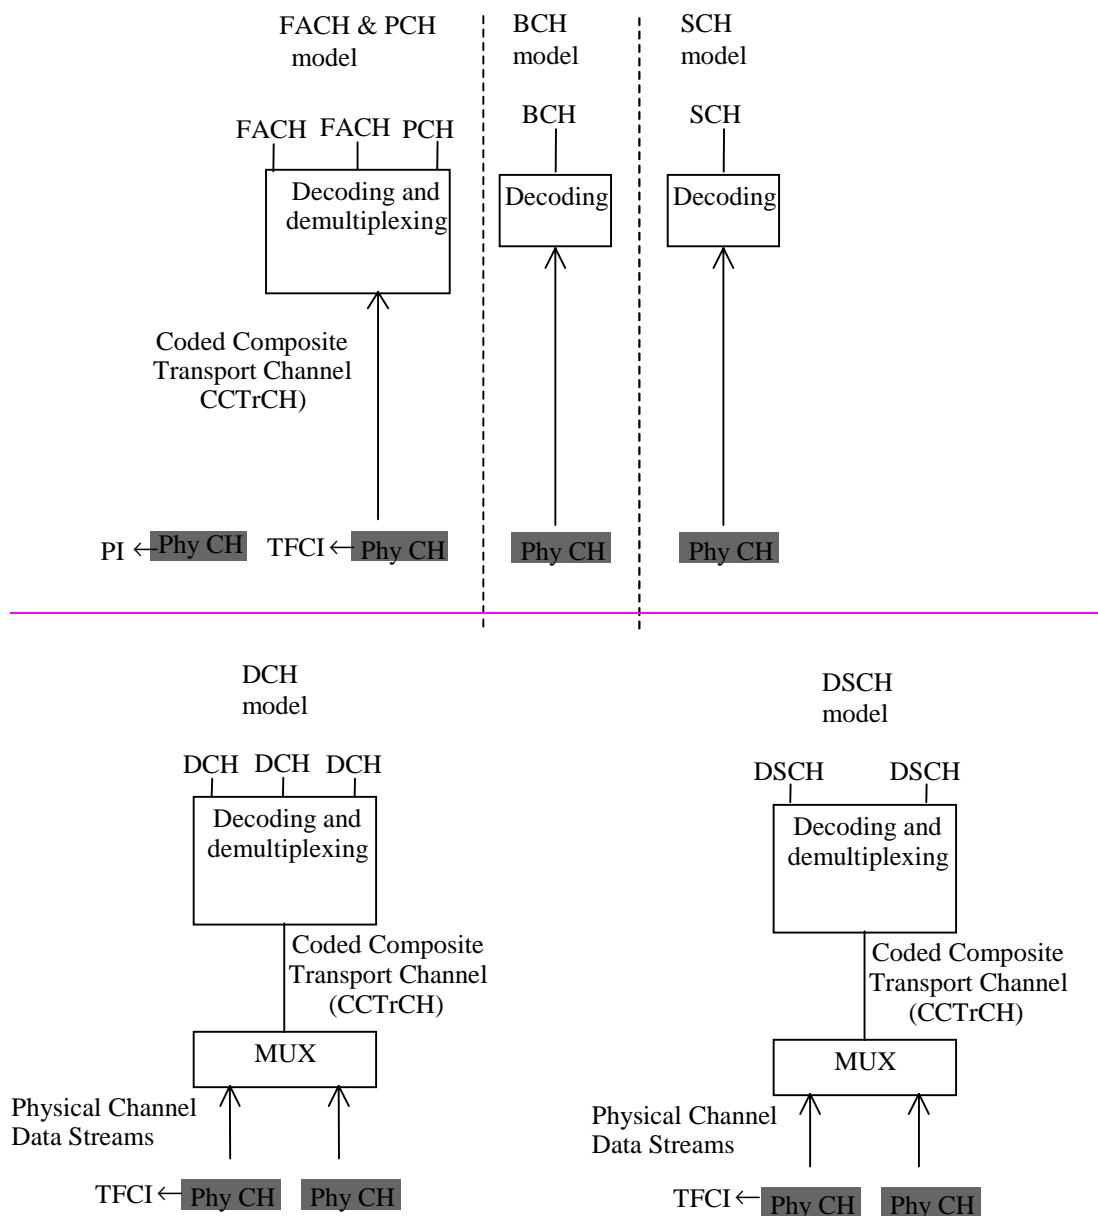 FACH & PCH
model
BCH
model
SCH
model
FACH FACH PCH
BCH
SCH
Decoding and
demultiplexing
Decoding
Decoding
Coded Composite
Transport Channel
CCTrCH)
PI
Phy CH
TFCI
Phy CH
Phy CH
Phy CH
DCH
model
DSCH
model
DCH DCH DCH
DSCH DSCH
Decoding and
demultiplexing
Decoding and
demultiplexing
Coded Composite
Transport Channel
(CCTrCH)
Coded Composite
Transport Channel
(CCTrCH)
MUX
MUX
Physical Channel
Data Streams
Physical Channel
Data Streams
TFCI
Phy CH
Phy CH
TFCI
Phy CH
Phy CH